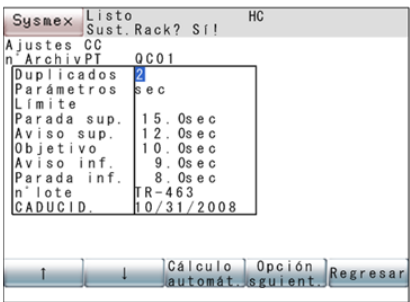 Sysmex Listo HC
Sust. Rack? Sí!
Ajustes CC
n°ArchivPT QC01
Duplicados 2
Parámetros sec
Límite
Parada sup. 15.0sec
Aviso sup. 12.0sec
Objetivo 10.0sec
Aviso inf. 9.0sec
Parada inf. 8.0sec
n°lote TR-463
CADUCID. 10/31/2008
↑ ↓ Cálculo automát. Opción sguient. Regresar